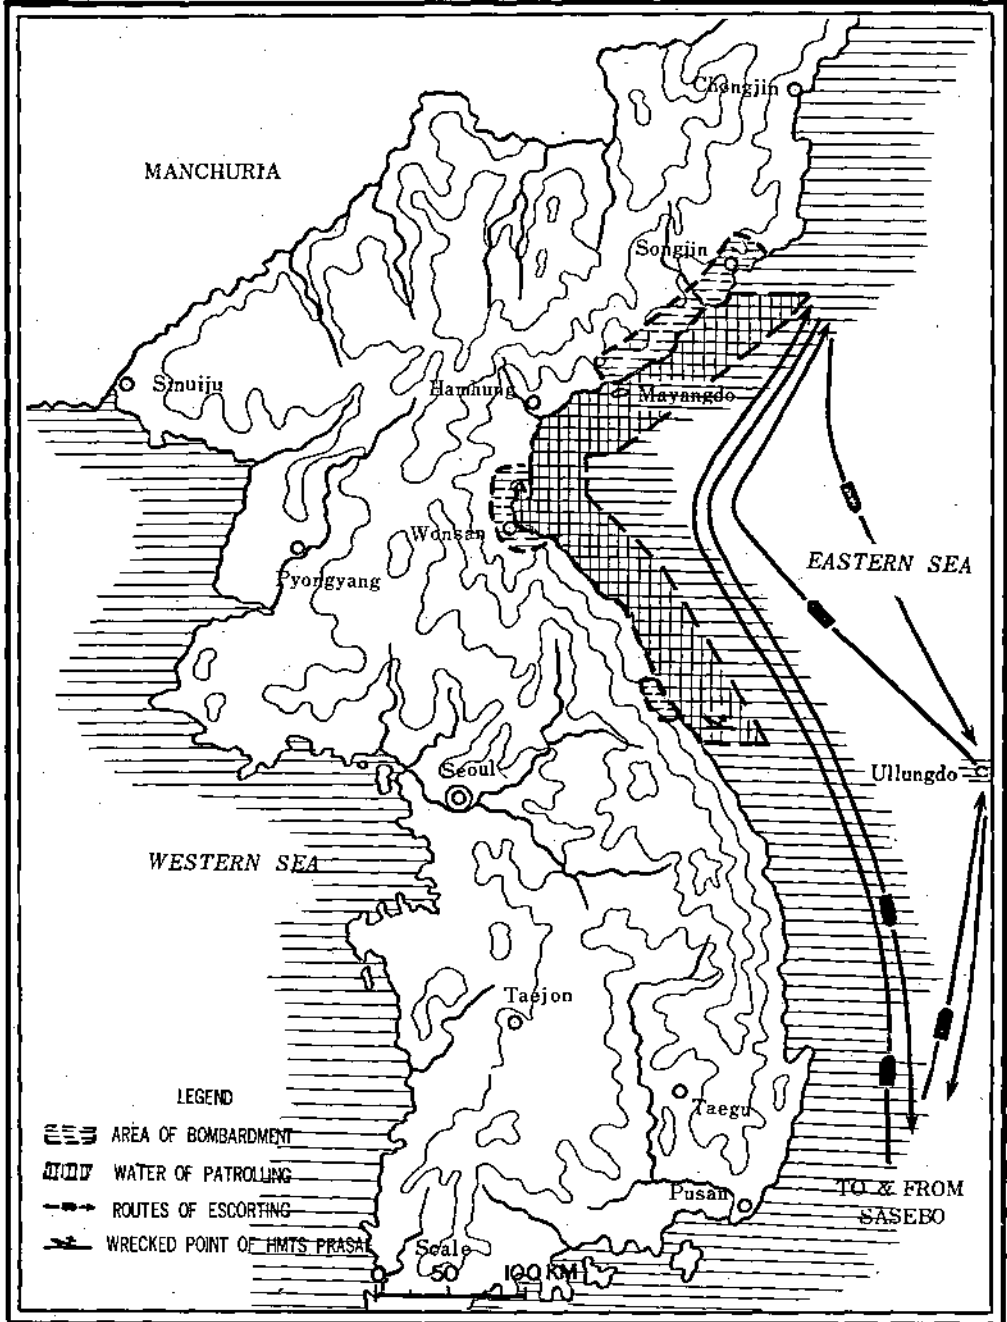 Chongjin
MANCHURIA
Songjin
Sinuiju
Hamhung
Mayangdo
Wonsan
EASTERN SEA
Pyongyang
Ullungdo
Seoul
WESTERN SEA
Taejon
LEGEND
Taegu
AREA OF BOMBARDMENT
WATER OF PATROLLING
Pusan
TO & FROM
SASEBO
ROUTES OF ESCORTING
WRECKED POINT OF HMTS PRASAE
Scale
0 50 100 KM